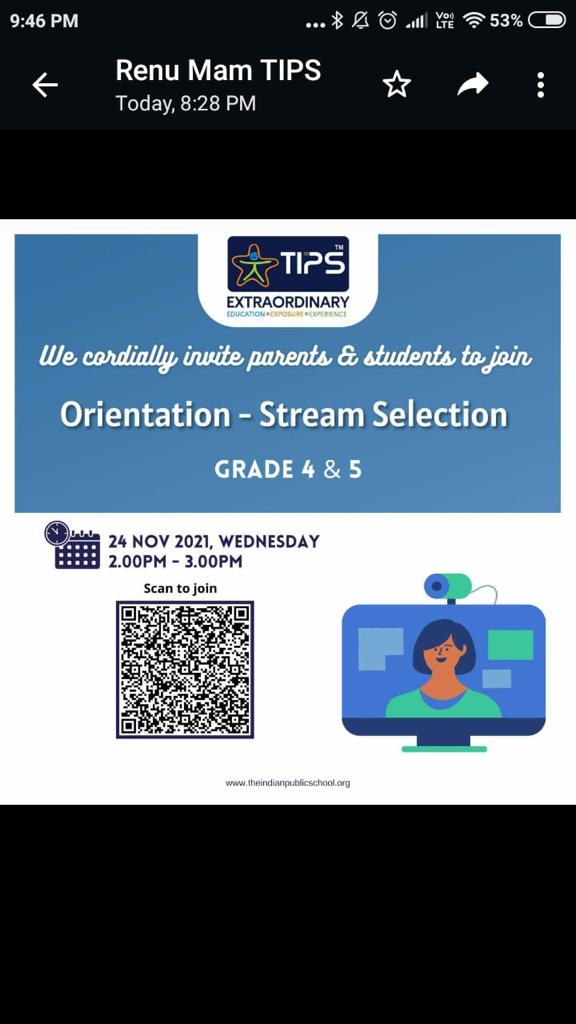 9:46 PM
Vo)) LTE
53%
Renu Mam TIPS
Today, 8:28 PM
TIPS™
EXTRAORDINARY
EDUCATION EXPOSURE EXPERIENCE
We cordially invite parents & students to join
Orientation - Stream Selection
GRADE 4 & 5
24 NOV 2021, WEDNESDAY
2.00PM - 3.00PM
Scan to join
www.theindianpublicschool.org